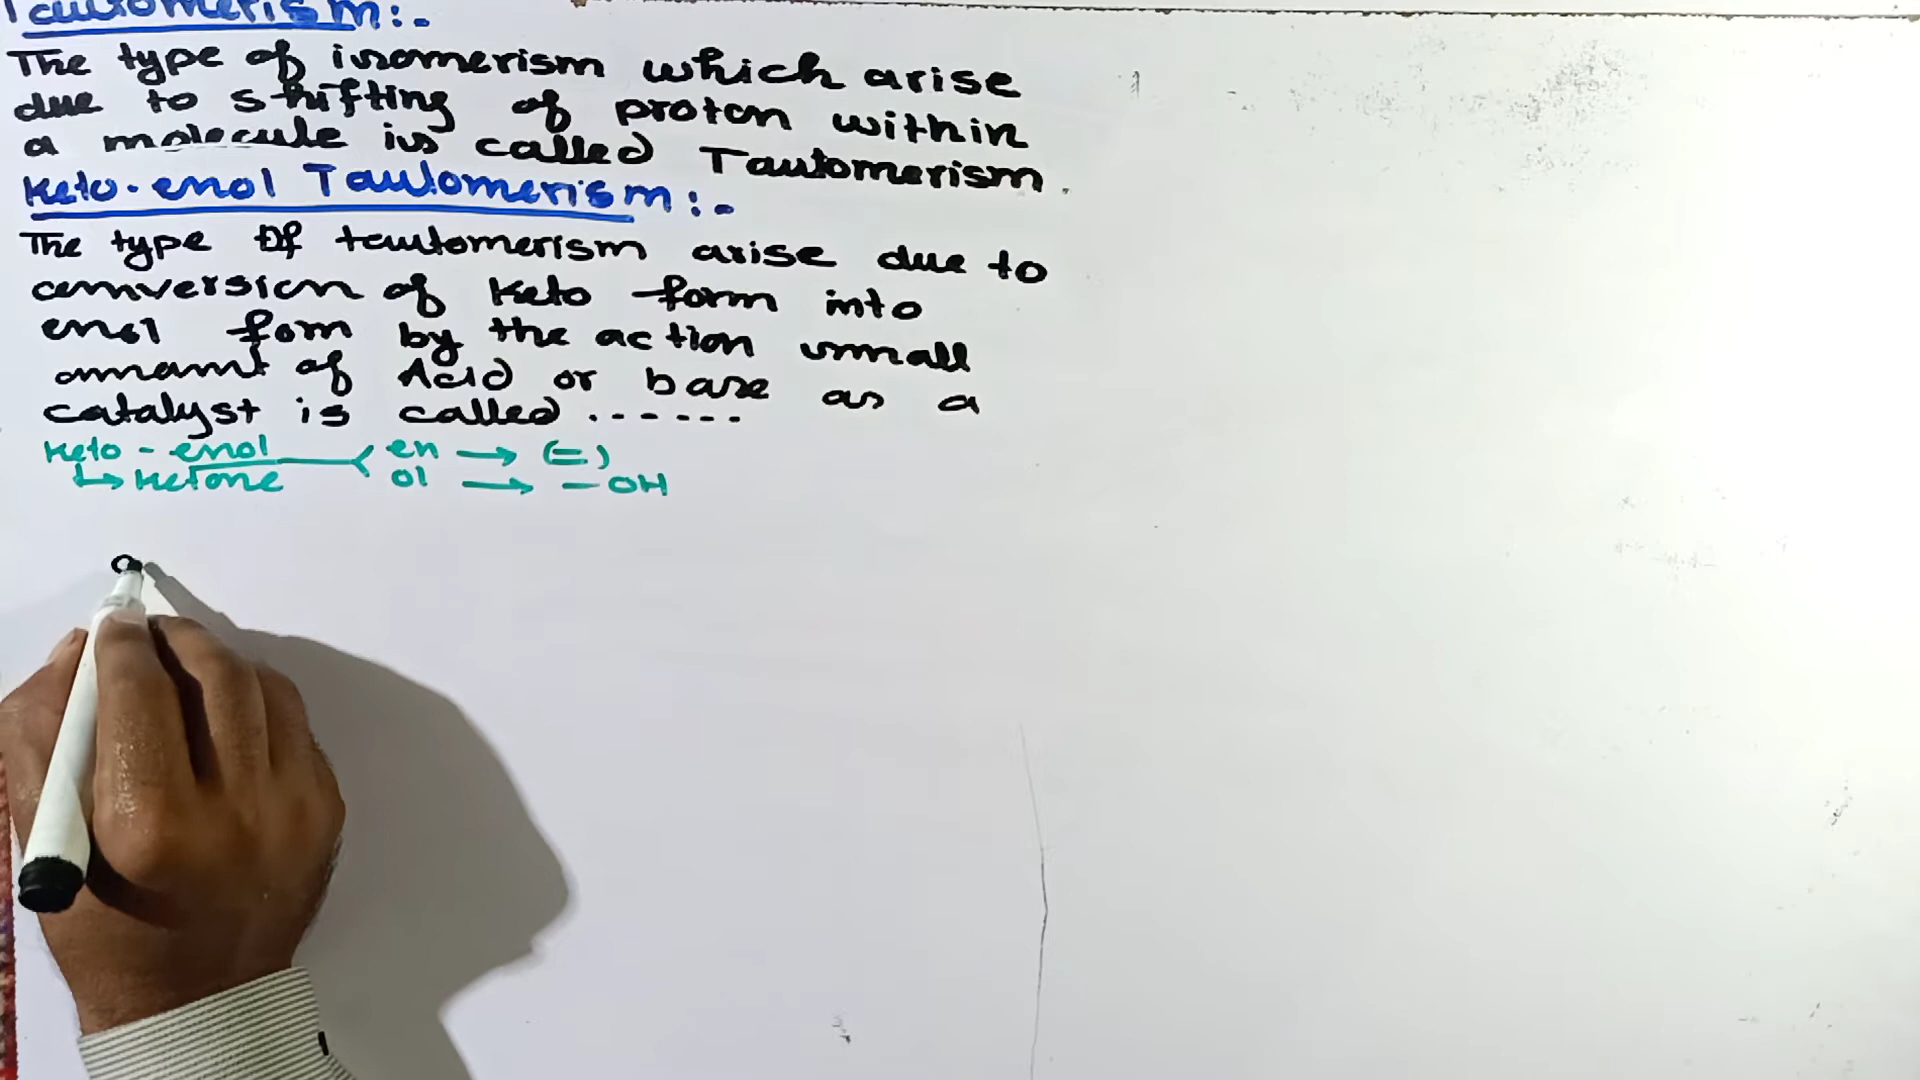 Tautomerism:-
The type of isomerism which arise
due to shifting of proton within
a molecule is called Tautomerism.
Keto-enol Tautomerism:-
The type Of tautomerism arise due to
conversion of Keto form into
enol fom by the action small
amount of Acid or base as a
catalyst is called ......
Keto - enol en → (=)
↳ Ketone ol → -OH
O